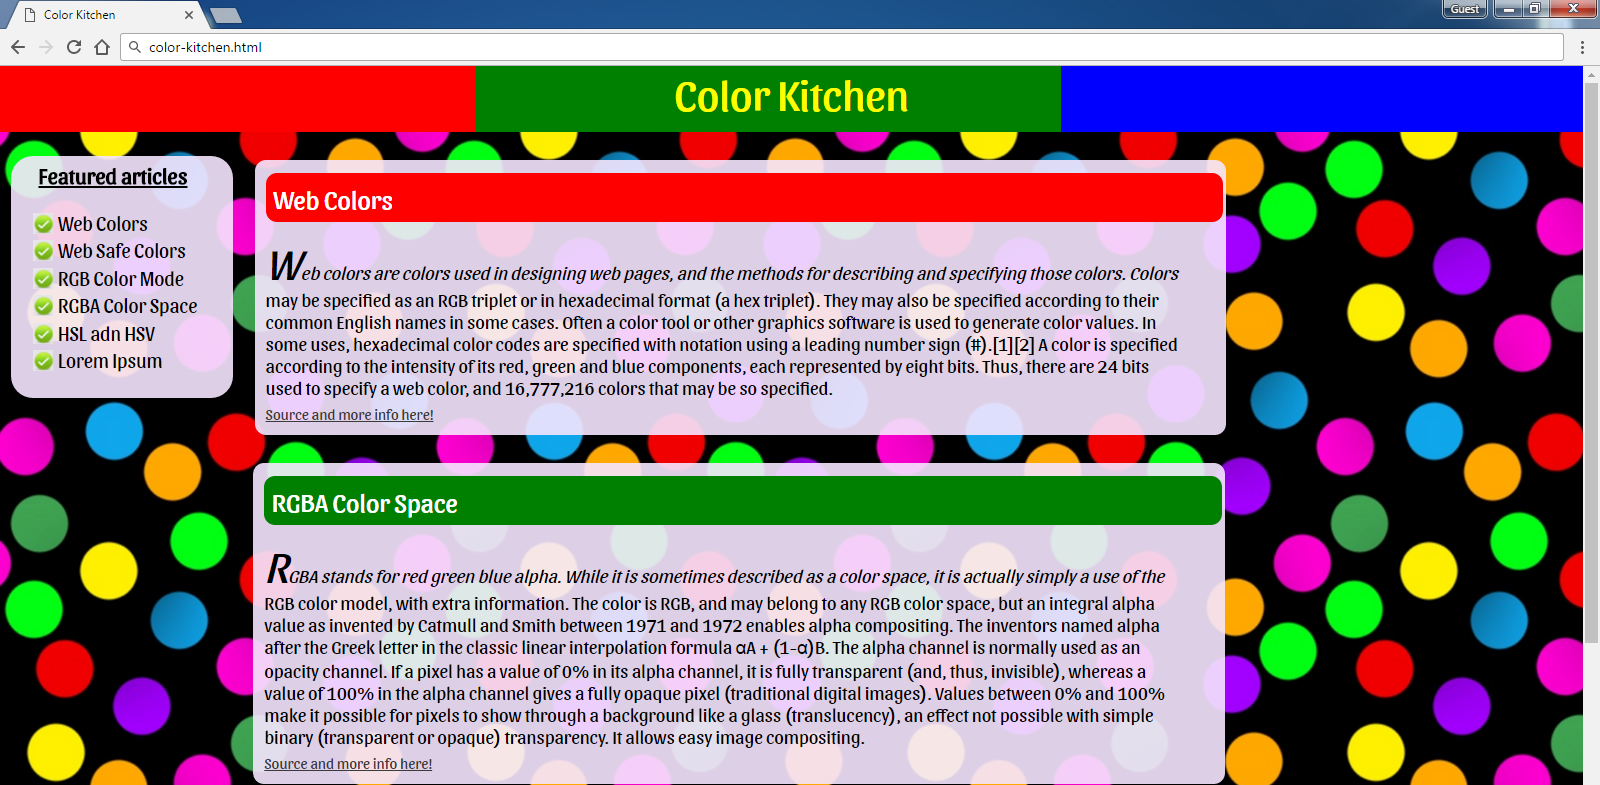 Color Kitchen
Guest
color-kitchen.html
Color Kitchen
Featured articles
Web Colors
Web Safe Colors
RGB Color Mode
RGBA Color Space
HSL adn HSV
Lorem Ipsum
Web Colors
Web colors are colors used in designing web pages, and the methods for describing and specifying those colors. Colors
may be specified as an RGB triplet or in hexadecimal format (a hex triplet). They may also be specified according to their
common English names in some cases. Often a color tool or other graphics software is used to generate color values. In
some uses, hexadecimal color codes are specified with notation using a leading number sign (#).[1][2] A color is specified
according to the intensity of its red, green and blue components, each represented by eight bits. Thus, there are 24 bits
used to specify a web color, and 16,777,216 colors that may be so specified.
Source and more info here!
RGBA Color Space
RGBA stands for red green blue alpha. While it is sometimes described as a color space, it is actually simply a use of the
RGB color model, with extra information. The color is RGB, and may belong to any RGB color space, but an integral alpha
value as invented by Catmull and Smith between 1971 and 1972 enables alpha compositing. The inventors named alpha
after the Greek letter in the classic linear interpolation formula αA + (1-α)B. The alpha channel is normally used as an
opacity channel. If a pixel has a value of 0% in its alpha channel, it is fully transparent (and, thus, invisible), whereas a
value of 100% in the alpha channel gives a fully opaque pixel (traditional digital images). Values between 0% and 100%
make it possible for pixels to show through a background like a glass (translucency), an effect not possible with simple
binary (transparent or opaque) transparency. It allows easy image compositing.
Source and more info here!